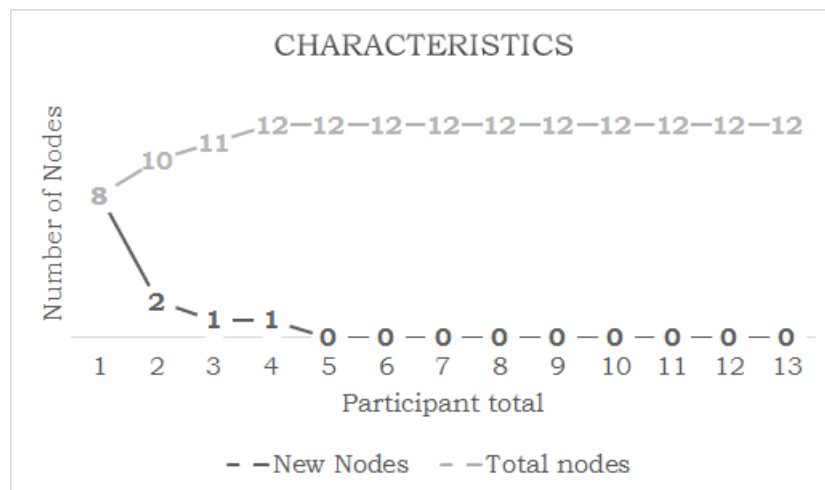 CHARACTERISTICS
Number of Nodes
12 12 12 12 12 12 12 12 12 12
11
10
8
2
1 1
0 0 0 0 0 0 0 0 0
1 2 3 4 5 6 7 8 9 10 11 12 13
Participant total
New Nodes Total nodes